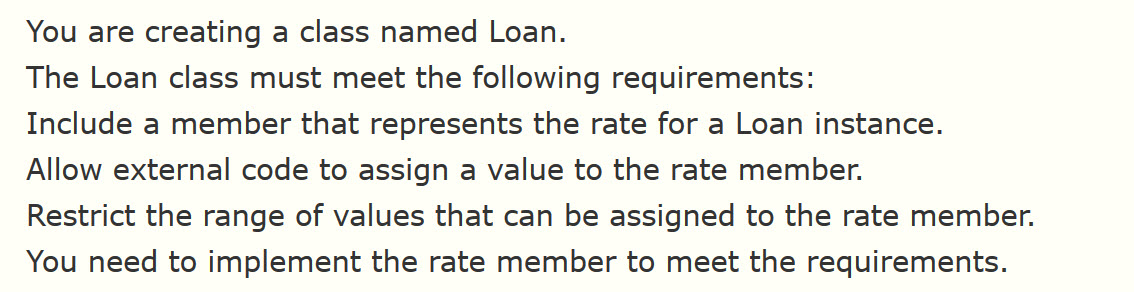 You are creating a class named Loan.
The Loan class must meet the following requirements:
Include a member that represents the rate for a Loan instance.
Allow external code to assign a value to the rate member.
Restrict the range of values that can be assigned to the rate member.
You need to implement the rate member to meet the requirements.